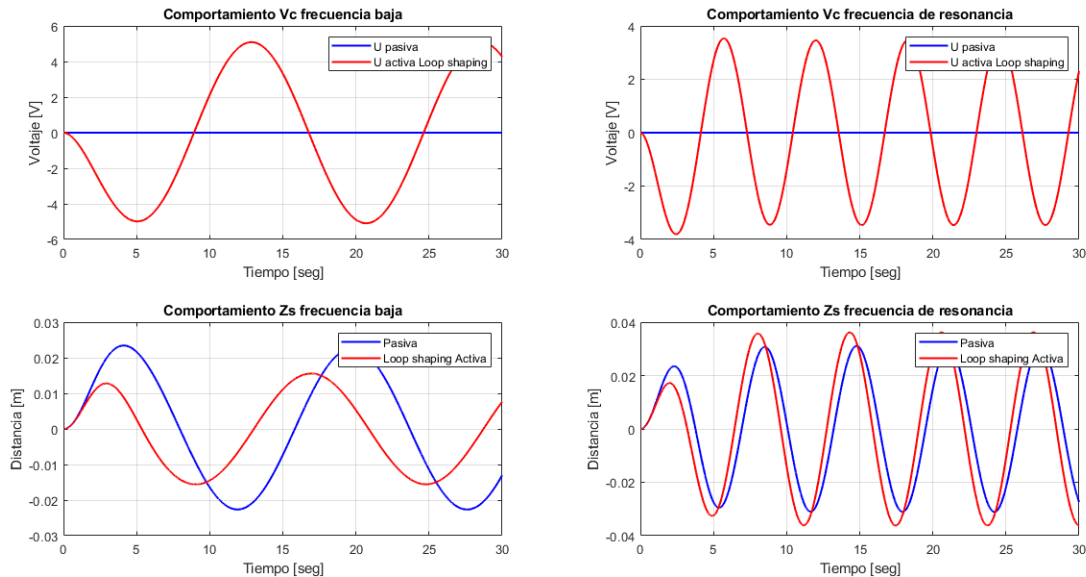 Comportamiento Vc frecuencia baja
6
4
2
0
-2
-4
-6
Voltaje [V]
U pasiva
U activa Loop shaping
0 5 10 15 20 25 30
Tiempo [seg]
Comportamiento Vc frecuencia de resonancia
4
2
0
-2
-4
Voltaje [V]
U pasiva
U activa Loop shaping
0 5 10 15 20 25 30
Tiempo [seg]
Comportamiento Zs frecuencia baja
0.03
0.02
0.01
0
-0.01
-0.02
-0.03
Distancia [m]
Pasiva
Loop shaping Activa
0 5 10 15 20 25 30
Tiempo [seg]
Comportamiento Zs frecuencia de resonancia
0.04
0.02
0
-0.02
-0.04
Distancia [m]
Pasiva
Loop shaping Activa
0 5 10 15 20 25 30
Tiempo [seg]